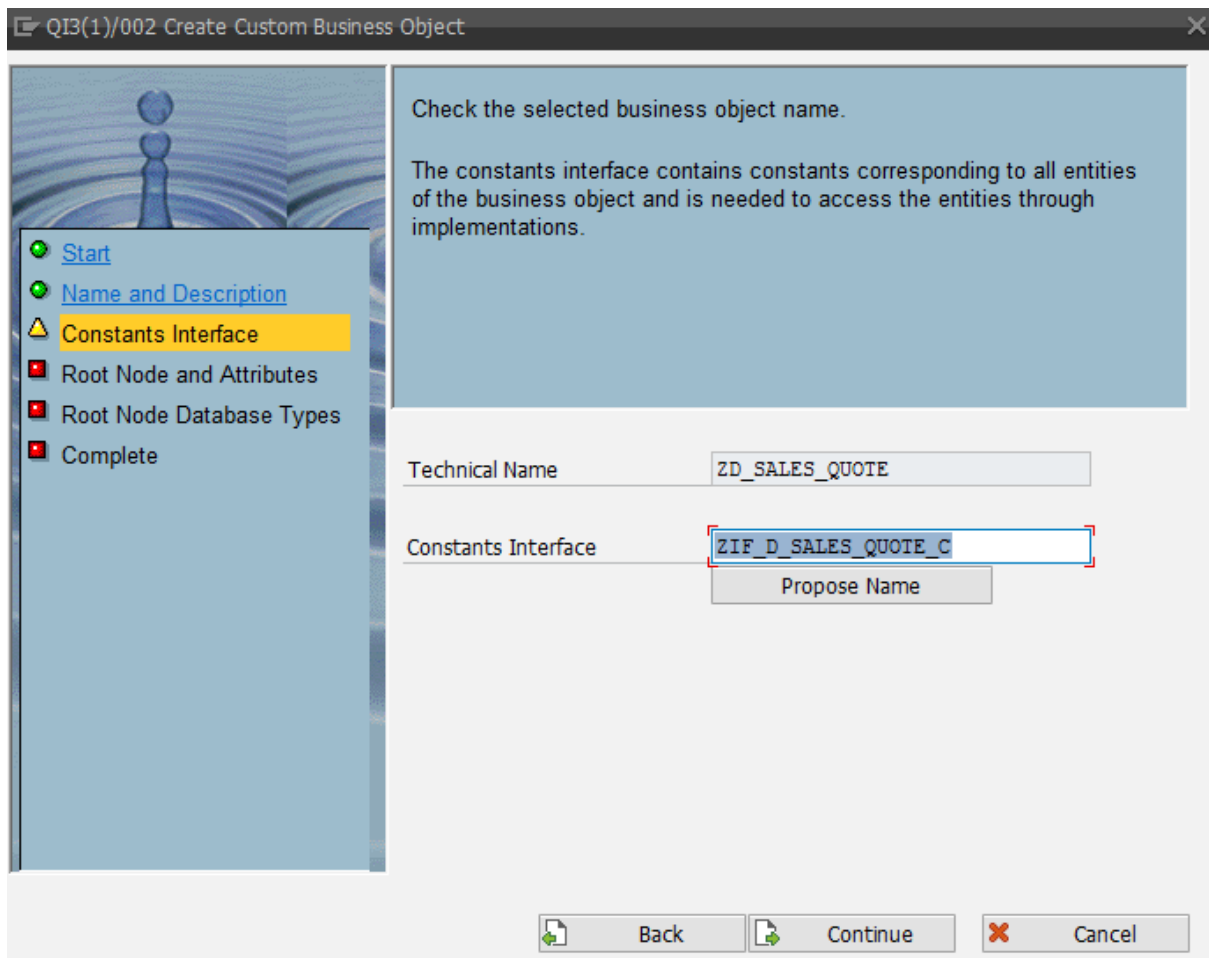 QI3(1)/002 Create Custom Business Object
Check the selected business object name.
The constants interface contains constants corresponding to all entities
of the business object and is needed to access the entities through
implementations.
Start
Name and Description
Constants Interface
Root Node and Attributes
Root Node Database Types
Complete
Technical Name
ZD_SALES_QUOTE
Constants Interface
ZIF_D_SALES_QUOTE_C
Propose Name
Back
Continue
Cancel